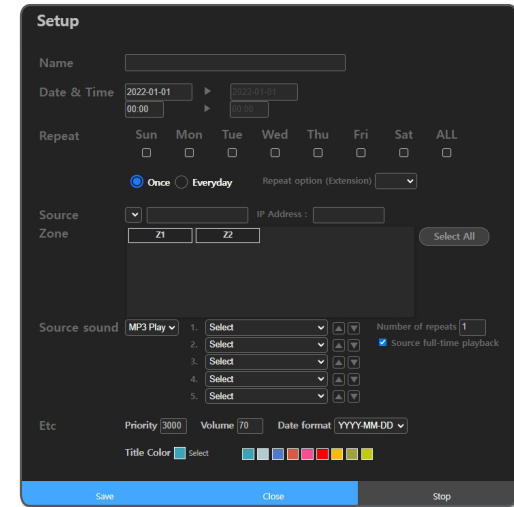 Setup
Name
Date & Time 2022-01-01 ▶ 2022-01-01
00:00 ▶ 00:00
Repeat Sun Mon Tue Wed Thu Fri Sat ALL
Once Everyday Repeat option (Extension)
Source IP Address :
Zone Z1 Z2 Select All
Source sound MP3 Play 1. Select ▲ ▼ Number of repeats 1
2. Select ▲ ▼ Source full-time playback
3. Select ▲ ▼
4. Select ▲ ▼
5. Select ▲ ▼
Etc Priority 3000 Volume 70 Date format YYYY-MM-DD
Title Color Select
Save Close Stop